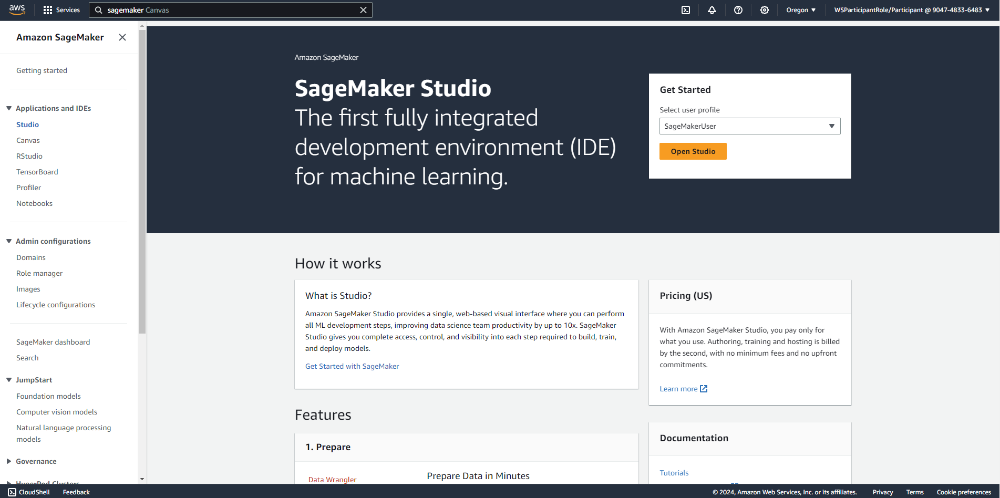 aws
Services
sagemaker Canvas
Oregon
WSParticipantRole/Participant @ 9047-4833-6483
Amazon SageMaker
Getting started
Applications and IDEs
Studio
Canvas
RStudio
TensorBoard
Profiler
Notebooks
Admin configurations
Domains
Role manager
Images
Lifecycle configurations
SageMaker dashboard
Search
JumpStart
Foundation models
Computer vision models
Natural language processing
models
Governance
HyperPod Clusters
Amazon SageMaker
SageMaker Studio
The first fully integrated
development environment (IDE)
for machine learning.
Get Started
Select user profile
SageMakerUser
Open Studio
How it works
What is Studio?
Amazon SageMaker Studio provides a single, web-based visual interface where you can perform
all ML development steps, improving data science team productivity by up to 10x. SageMaker
Studio gives you complete access, control, and visibility into each step required to build, train,
and deploy models.
Get Started with SageMaker
Pricing (US)
With Amazon SageMaker Studio, you pay only for
what you use. Authoring, training and hosting is billed
by the second, with no minimum fees and no upfront
commitments.
Learn more
Features
1. Prepare
Data Wrangler
Prepare Data in Minutes
Documentation
Tutorials
CloudShell
Feedback
© 2024, Amazon Web Services, Inc. or its affiliates.
Privacy
Terms
Cookie preferences